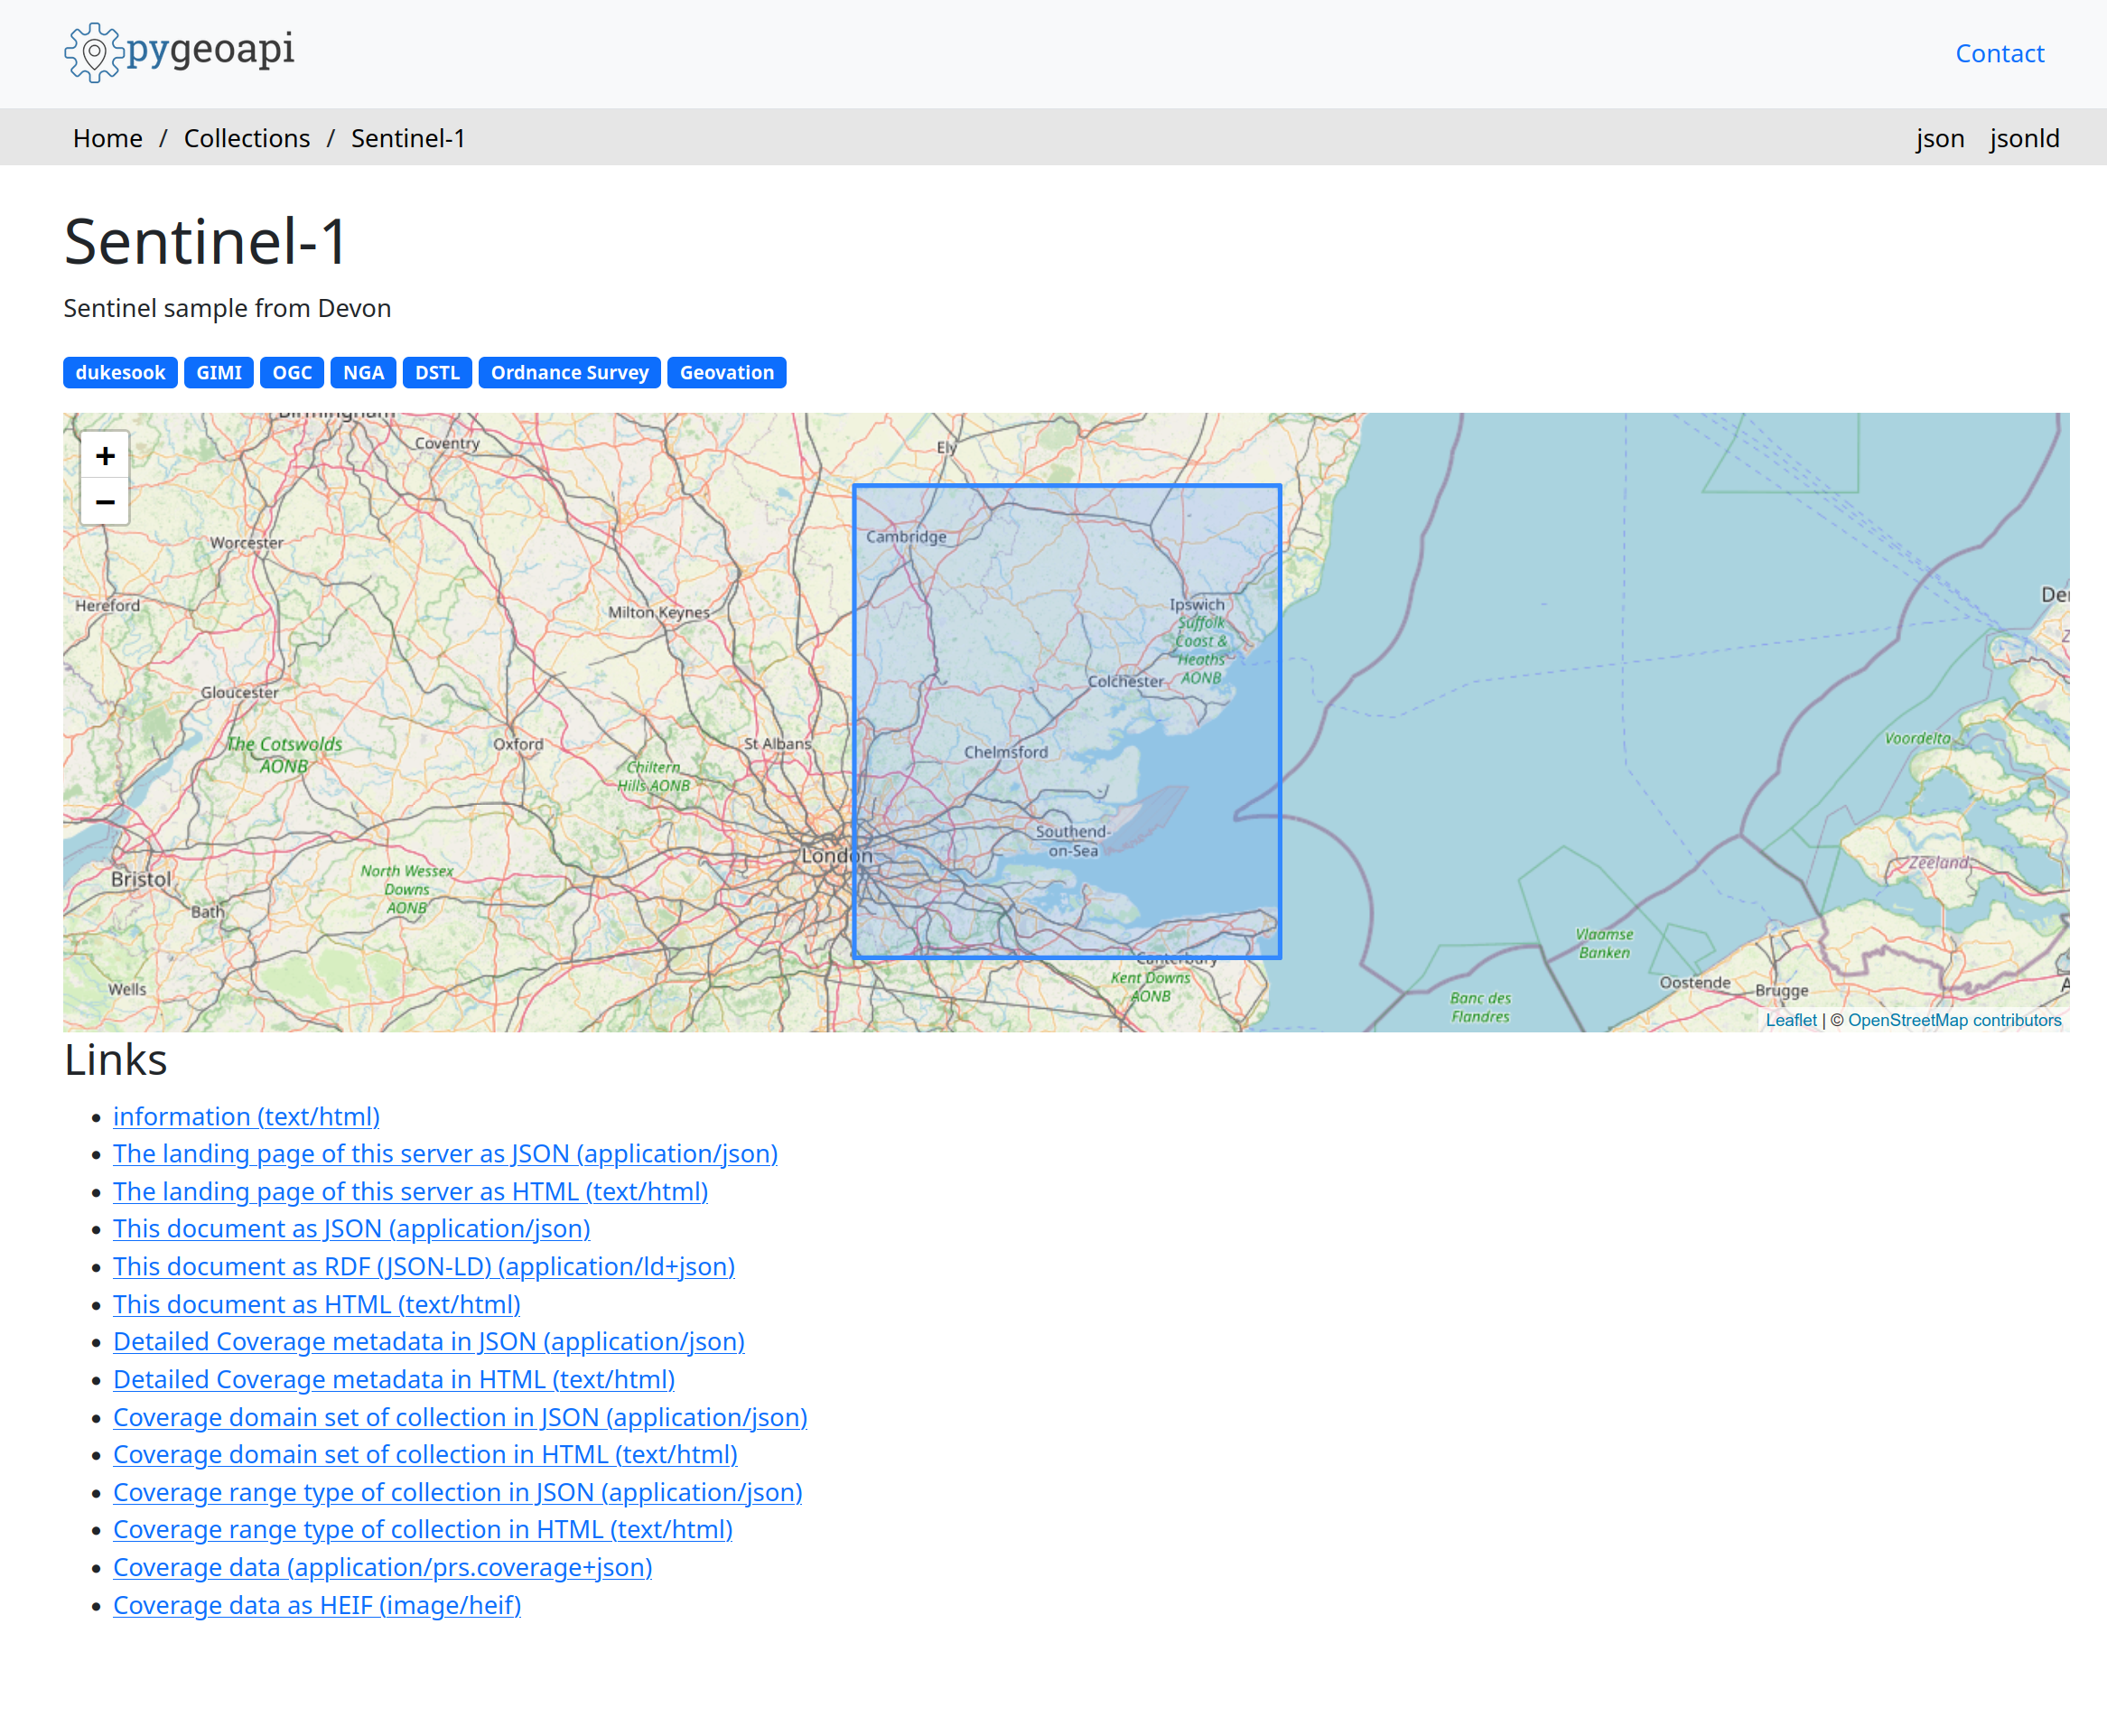 pygeoapi
Contact
Home / Collections / Sentinel-1
json jsonld
Sentinel-1
Sentinel sample from Devon
dukesook GIMI OGC NGA DSTL Ordnance Survey Geovation
+
−
Birmingham
Coventry
Ely
Worcester
Cambridge
Hereford
Milton Keynes
Ipswich
Suffolk
Coast &
Heaths
AONB
Gloucester
Colchester
The Cotswolds
AONB
Oxford
St Albans
Chelmsford
Voordelta
Chiltern
Hills AONB
Southend-
on-Sea
London
Zeeland
Bristol
North Wessex
Downs
AONB
Bath
Vlaamse
Banken
Canterbury
Kent Downs
AONB
Wells
Oostende
Brugge
Banc des
Flandres
Leaflet | © OpenStreetMap contributors
Links
• information (text/html)
• The landing page of this server as JSON (application/json)
• The landing page of this server as HTML (text/html)
• This document as JSON (application/json)
• This document as RDF (JSON-LD) (application/ld+json)
• This document as HTML (text/html)
• Detailed Coverage metadata in JSON (application/json)
• Detailed Coverage metadata in HTML (text/html)
• Coverage domain set of collection in JSON (application/json)
• Coverage domain set of collection in HTML (text/html)
• Coverage range type of collection in JSON (application/json)
• Coverage range type of collection in HTML (text/html)
• Coverage data (application/prs.coverage+json)
• Coverage data as HEIF (image/heif)